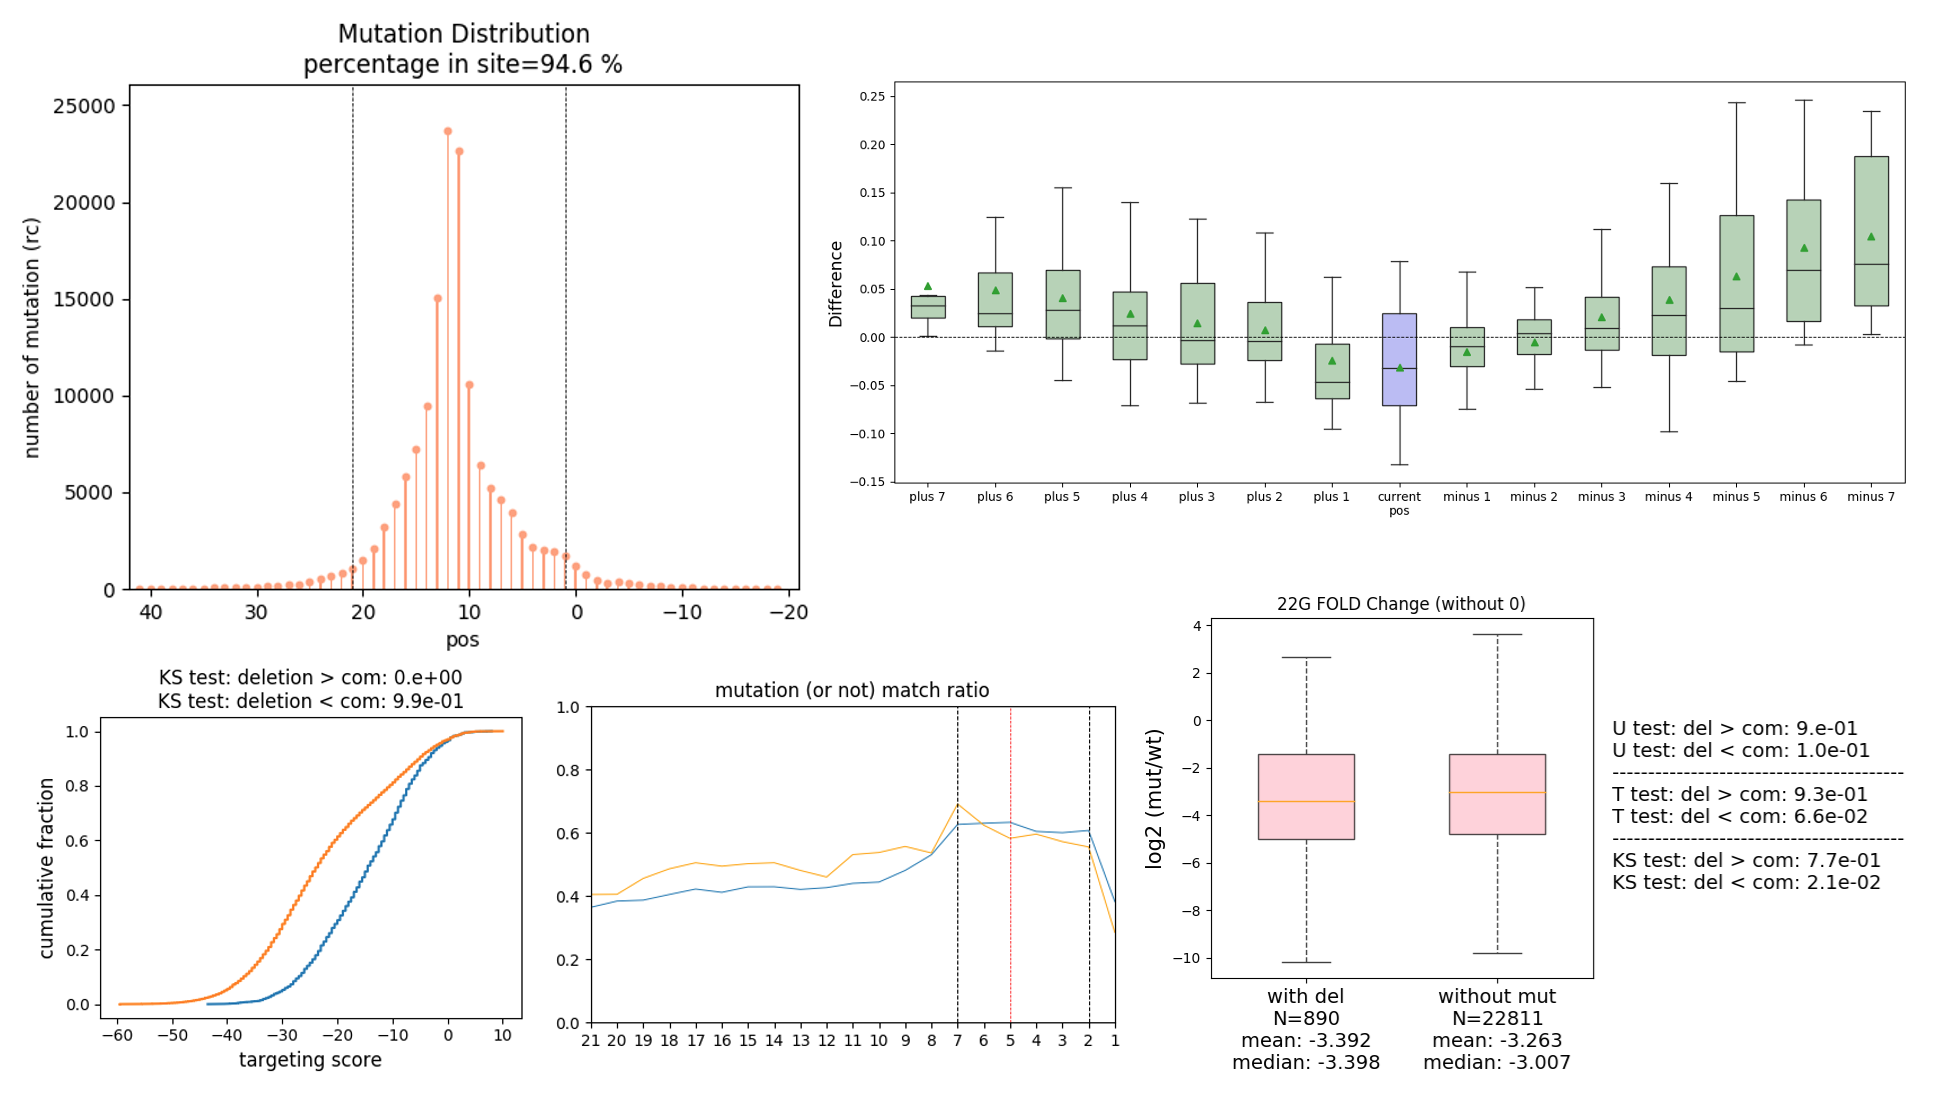 Mutation Distribution
percentage in site=94.6 %
number of mutation (rc)
25000
20000
15000
10000
5000
0
40 30 20 10 0 −10 −20
pos
Difference
0.25
0.20
0.15
0.10
0.05
0.00
−0.05
−0.10
−0.15
plus 7 plus 6 plus 5 plus 4 plus 3 plus 2 plus 1 current minus 1 minus 2 minus 3 minus 4 minus 5 minus 6 minus 7
pos
KS test: deletion > com: 0.e+00
KS test: deletion < com: 9.9e-01
cumulative fraction
1.0
0.8
0.6
0.4
0.2
0.0
−60 −50 −40 −30 −20 −10 0 10
targeting score
mutation (or not) match ratio
1.0
0.8
0.6
0.4
0.2
0.0
21 20 19 18 17 16 15 14 13 12 11 10 9 8 7 6 5 4 3 2 1
22G FOLD Change (without 0)
log2 (mut/wt)
4
2
0
−2
−4
−6
−8
−10
with del without mut
N=890 N=22811
mean: -3.392 mean: -3.263
median: -3.398 median: -3.007
U test: del > com: 9.e-01
U test: del < com: 1.0e-01
T test: del > com: 9.3e-01
T test: del < com: 6.6e-02
KS test: del > com: 7.7e-01
KS test: del < com: 2.1e-02